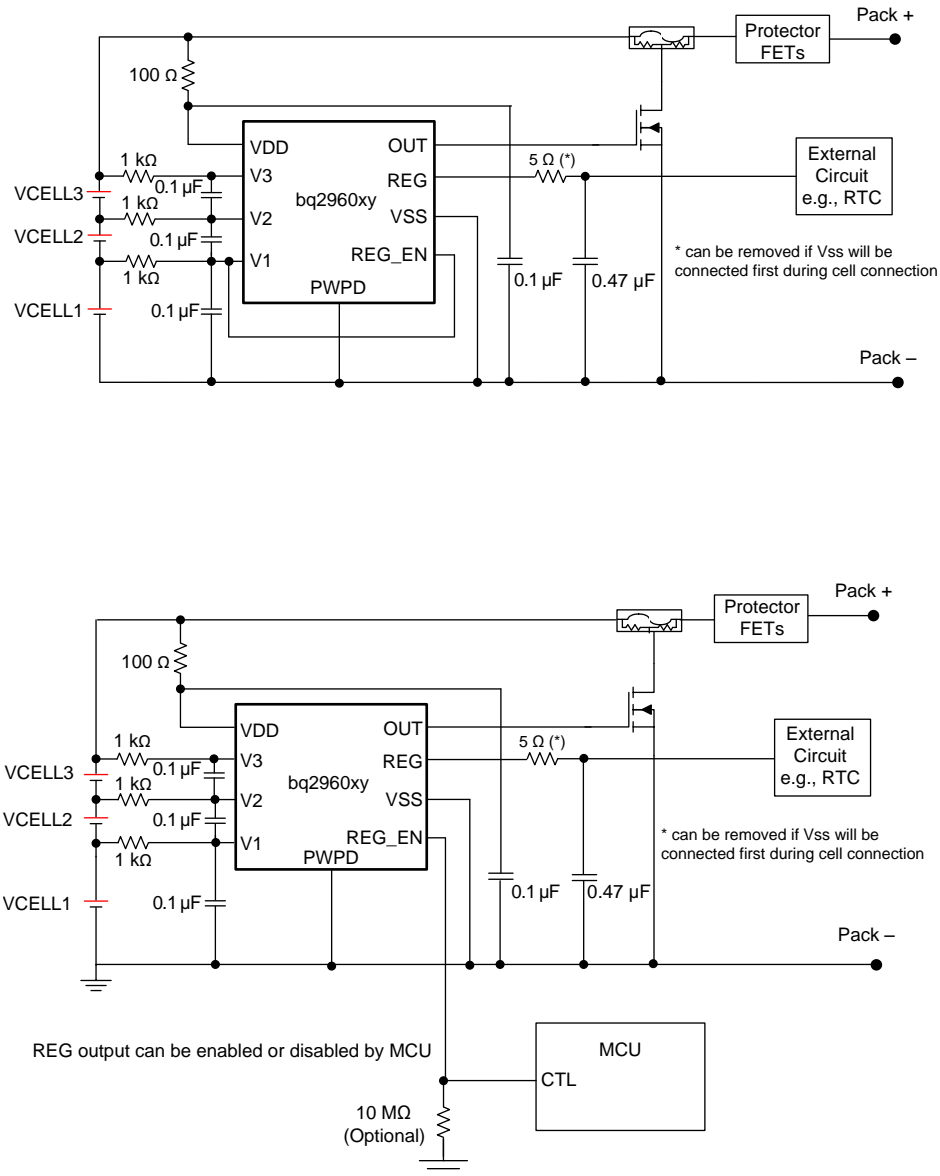 Pack +
Protector
FETs
100 Ω
VDD
OUT
1 kΩ
V3
REG
5 Ω (*)
External
Circuit
e.g., RTC
VCELL3
0.1 µF
bq2960xy
1 kΩ
V2
VSS
VCELL2
0.1 µF
V1
REG_EN
* can be removed if Vss will be
connected first during cell connection
1 kΩ
PWPD
0.1 µF
0.47 µF
VCELL1
0.1 µF
Pack –
Pack +
Protector
FETs
100 Ω
VDD
OUT
1 kΩ
V3
REG
5 Ω (*)
External
Circuit
e.g., RTC
VCELL3
0.1 µF
bq2960xy
1 kΩ
V2
VSS
VCELL2
0.1 µF
V1
REG_EN
* can be removed if Vss will be
connected first during cell connection
1 kΩ
PWPD
0.1 µF
0.47 µF
VCELL1
0.1 µF
Pack –
REG output can be enabled or disabled by MCU
MCU
CTL
10 MΩ
(Optional)